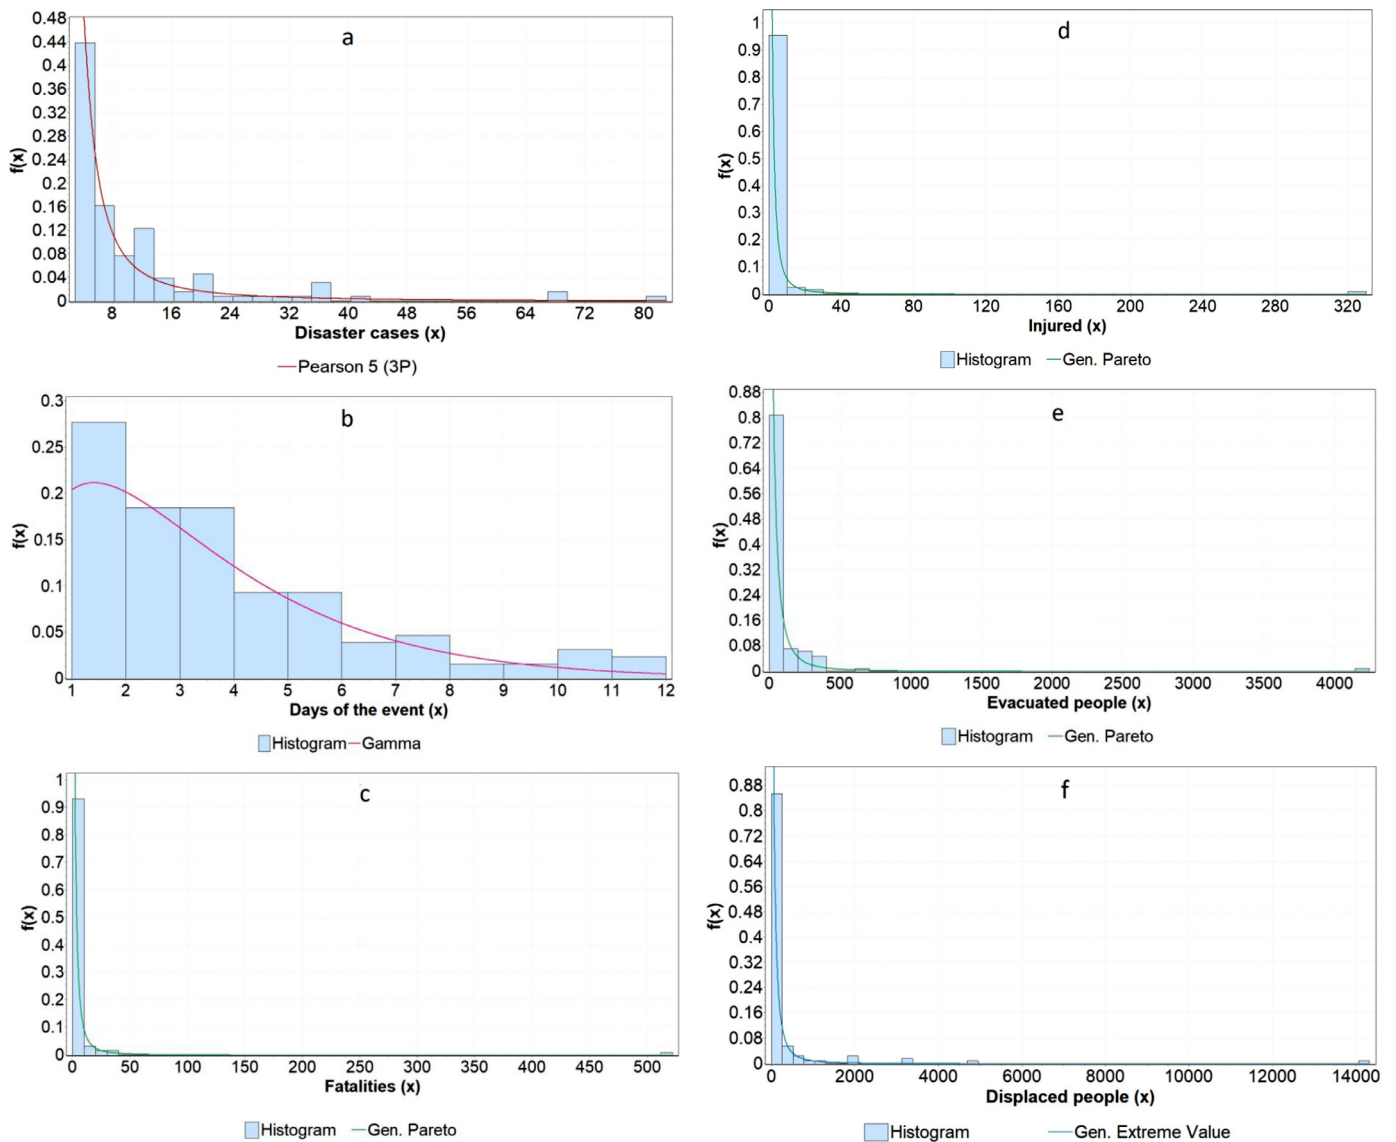 a
0.48
0.44
0.4
0.36
0.32
0.28
0.24
0.2
0.16
0.12
0.08
0.04
0
f(x)
8 16 24 32 40 48 56 64 72 80
Disaster cases (x)
Pearson 5 (3P)
b
0.3
0.25
0.2
0.15
0.1
0.05
0
f(x)
1 2 3 4 5 6 7 8 9 10 11 12
Days of the event (x)
Histogram Gamma
c
1
0.9
0.8
0.7
0.6
0.5
0.4
0.3
0.2
0.1
0
f(x)
0 50 100 150 200 250 300 350 400 450 500
Fatalities (x)
Histogram Gen. Pareto
d
1
0.9
0.8
0.7
0.6
0.5
0.4
0.3
0.2
0.1
0
f(x)
0 40 80 120 160 200 240 280 320
Injured (x)
Histogram Gen. Pareto
e
0.88
0.8
0.72
0.64
0.56
0.48
0.4
0.32
0.24
0.16
0.08
0
f(x)
0 500 1000 1500 2000 2500 3000 3500 4000
Evacuated people (x)
Histogram Gen. Pareto
f
0.88
0.8
0.72
0.64
0.56
0.48
0.4
0.32
0.24
0.16
0.08
0
f(x)
0 2000 4000 6000 8000 10000 12000 14000
Displaced people (x)
Histogram Gen. Extreme Value